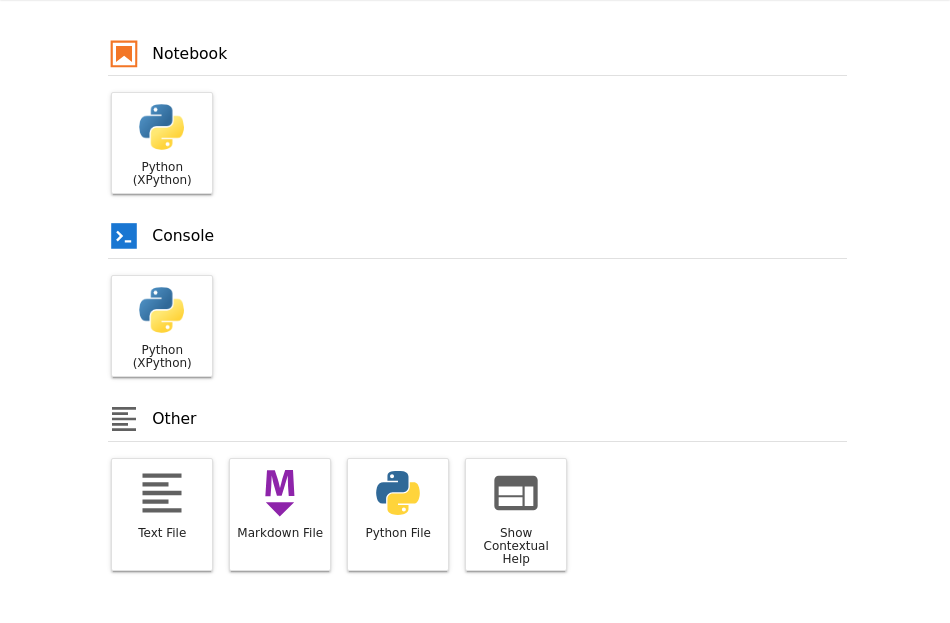 Notebook
Python
(XPython)
Console
Python
(XPython)
Other
Text File
Markdown File
Python File
Show
Contextual
Help